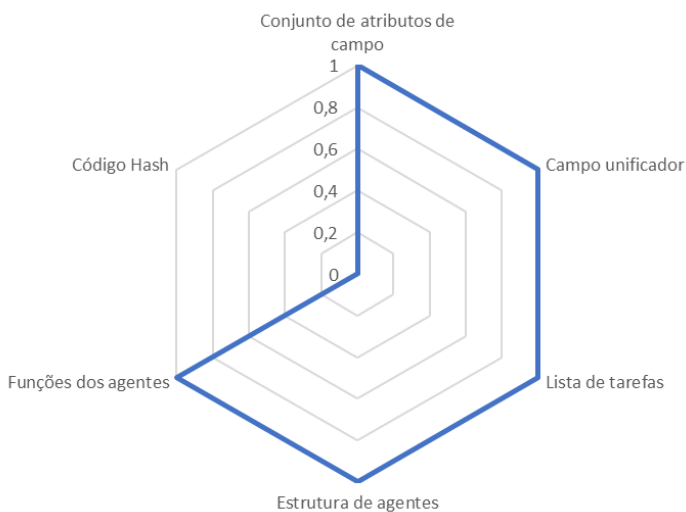 Conjunto de atributos de
campo
1
0,8
Código Hash
0,6
Campo unificador
0,4
0,2
0
Funções dos agentes
Lista de tarefas
Estrutura de agentes